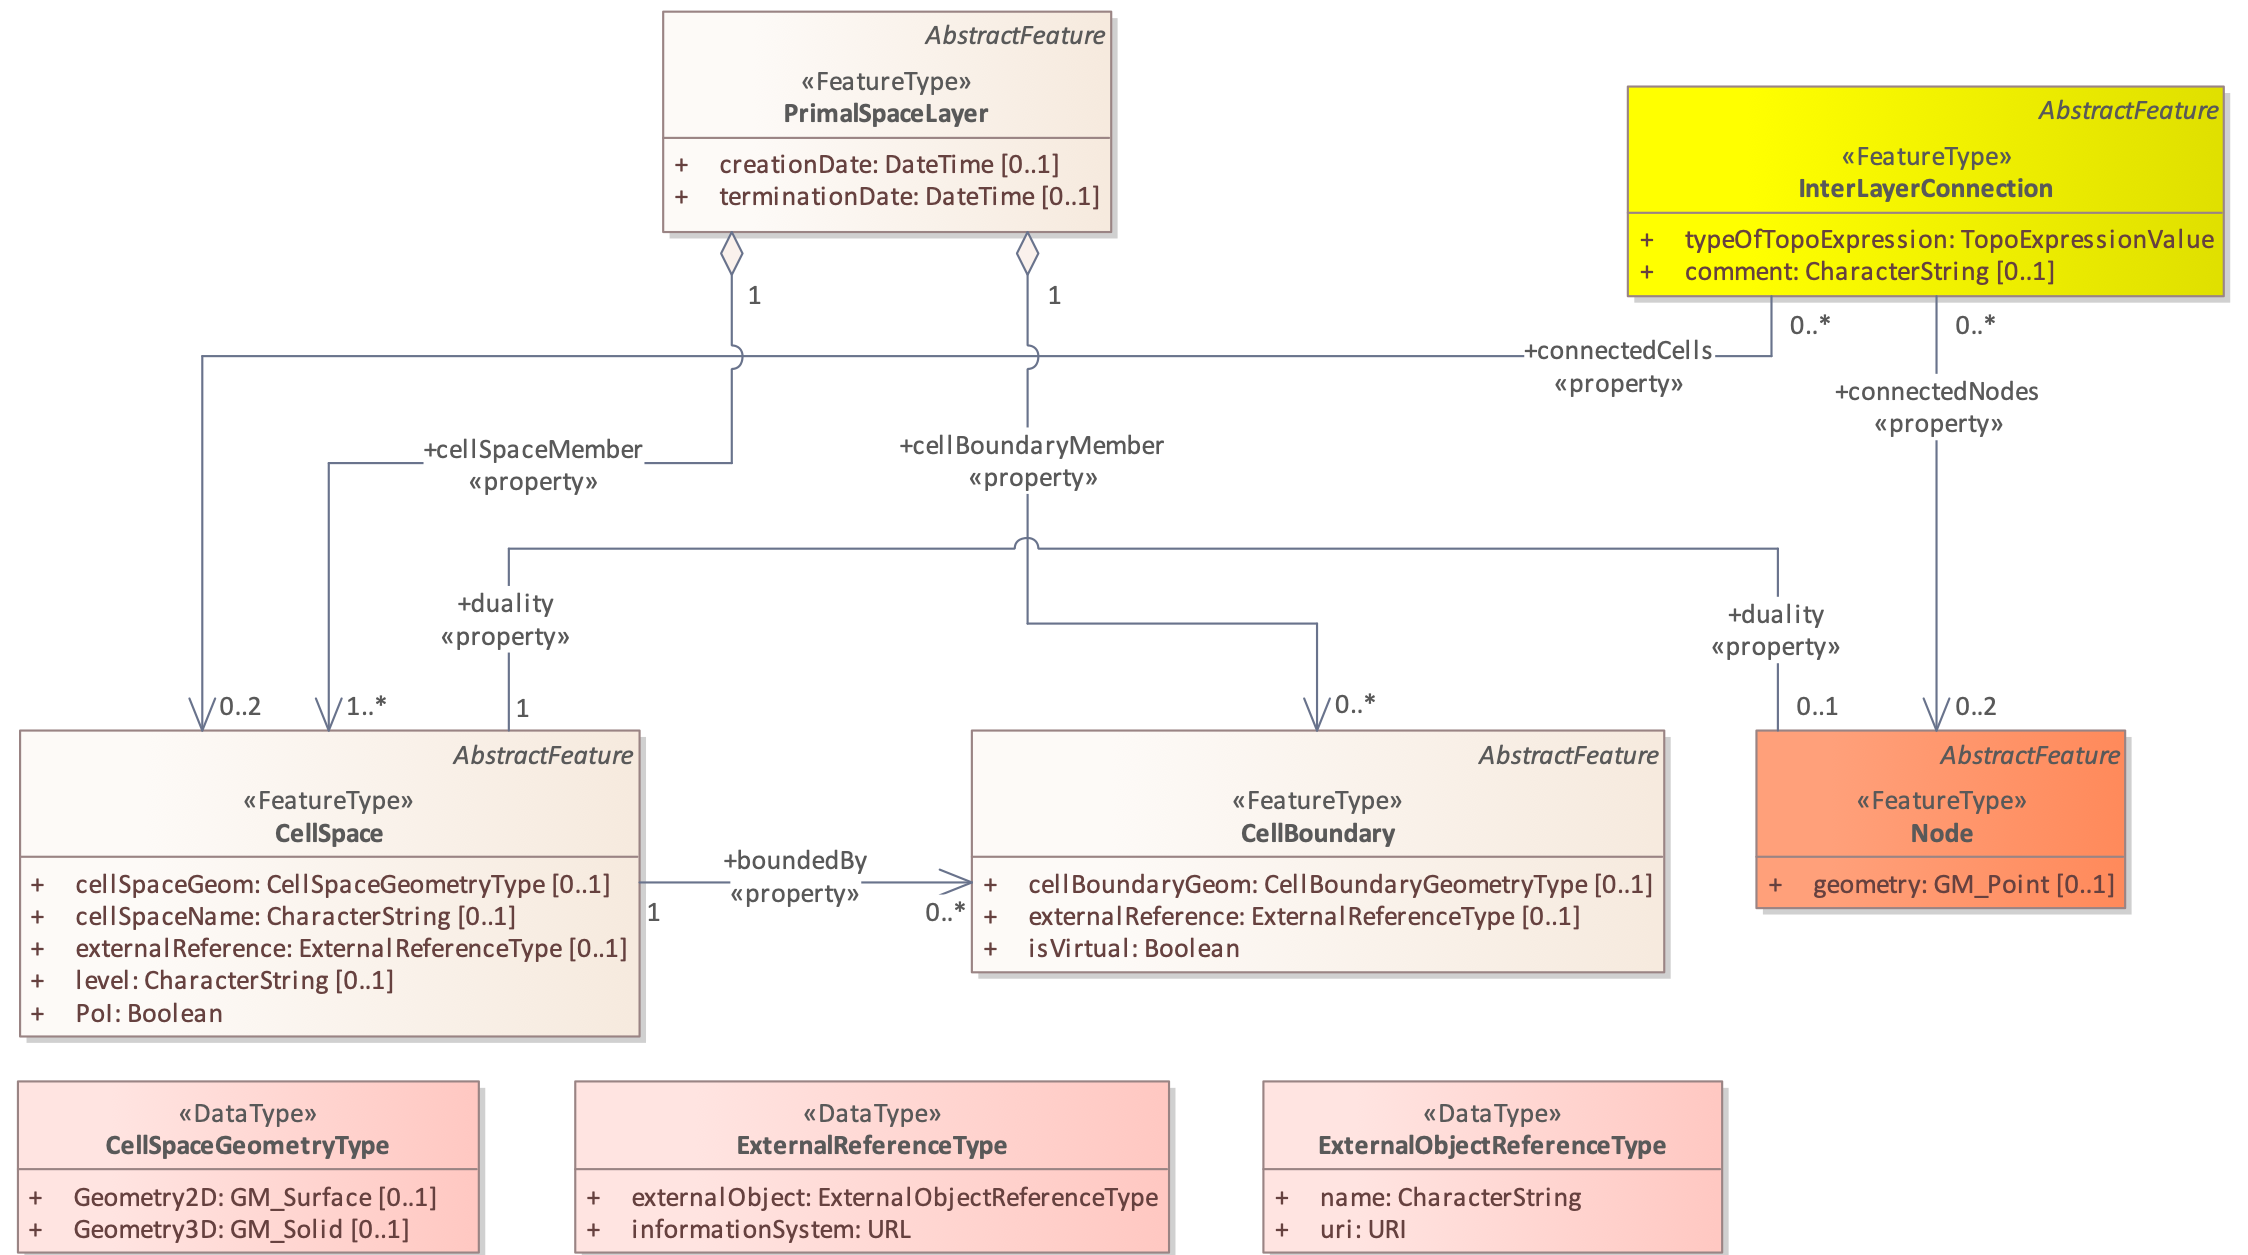 AbstractFeature
«FeatureType»
PrimalSpaceLayer
+ creationDate: DateTime [0..1]
+ terminationDate: DateTime [0..1]
AbstractFeature
«FeatureType»
InterLayerConnection
+ typeOfTopoExpression: TopoExpressionValue
+ comment: CharacterString [0..1]
1
1
0..*
0..*
+connectedCells
«property»
+connectedNodes
«property»
+cellSpaceMember
«property»
+cellBoundaryMember
«property»
+duality
«property»
+duality
«property»
0..2
1..*
1
0..*
0..1
0..2
AbstractFeature
«FeatureType»
CellSpace
+ cellSpaceGeom: CellSpaceGeometryType [0..1]
+ cellSpaceName: CharacterString [0..1]
+ externalReference: ExternalReferenceType [0..1]
+ level: CharacterString [0..1]
+ PoI: Boolean
+boundedBy
«property»
1
0..*
AbstractFeature
«FeatureType»
CellBoundary
+ cellBoundaryGeom: CellBoundaryGeometryType [0..1]
+ externalReference: ExternalReferenceType [0..1]
+ isVirtual: Boolean
AbstractFeature
«FeatureType»
Node
+ geometry: GM_Point [0..1]
«DataType»
CellSpaceGeometryType
+ Geometry2D: GM_Surface [0..1]
+ Geometry3D: GM_Solid [0..1]
«DataType»
ExternalReferenceType
+ externalObject: ExternalObjectReferenceType
+ informationSystem: URL
«DataType»
ExternalObjectReferenceType
+ name: CharacterString
+ uri: URI